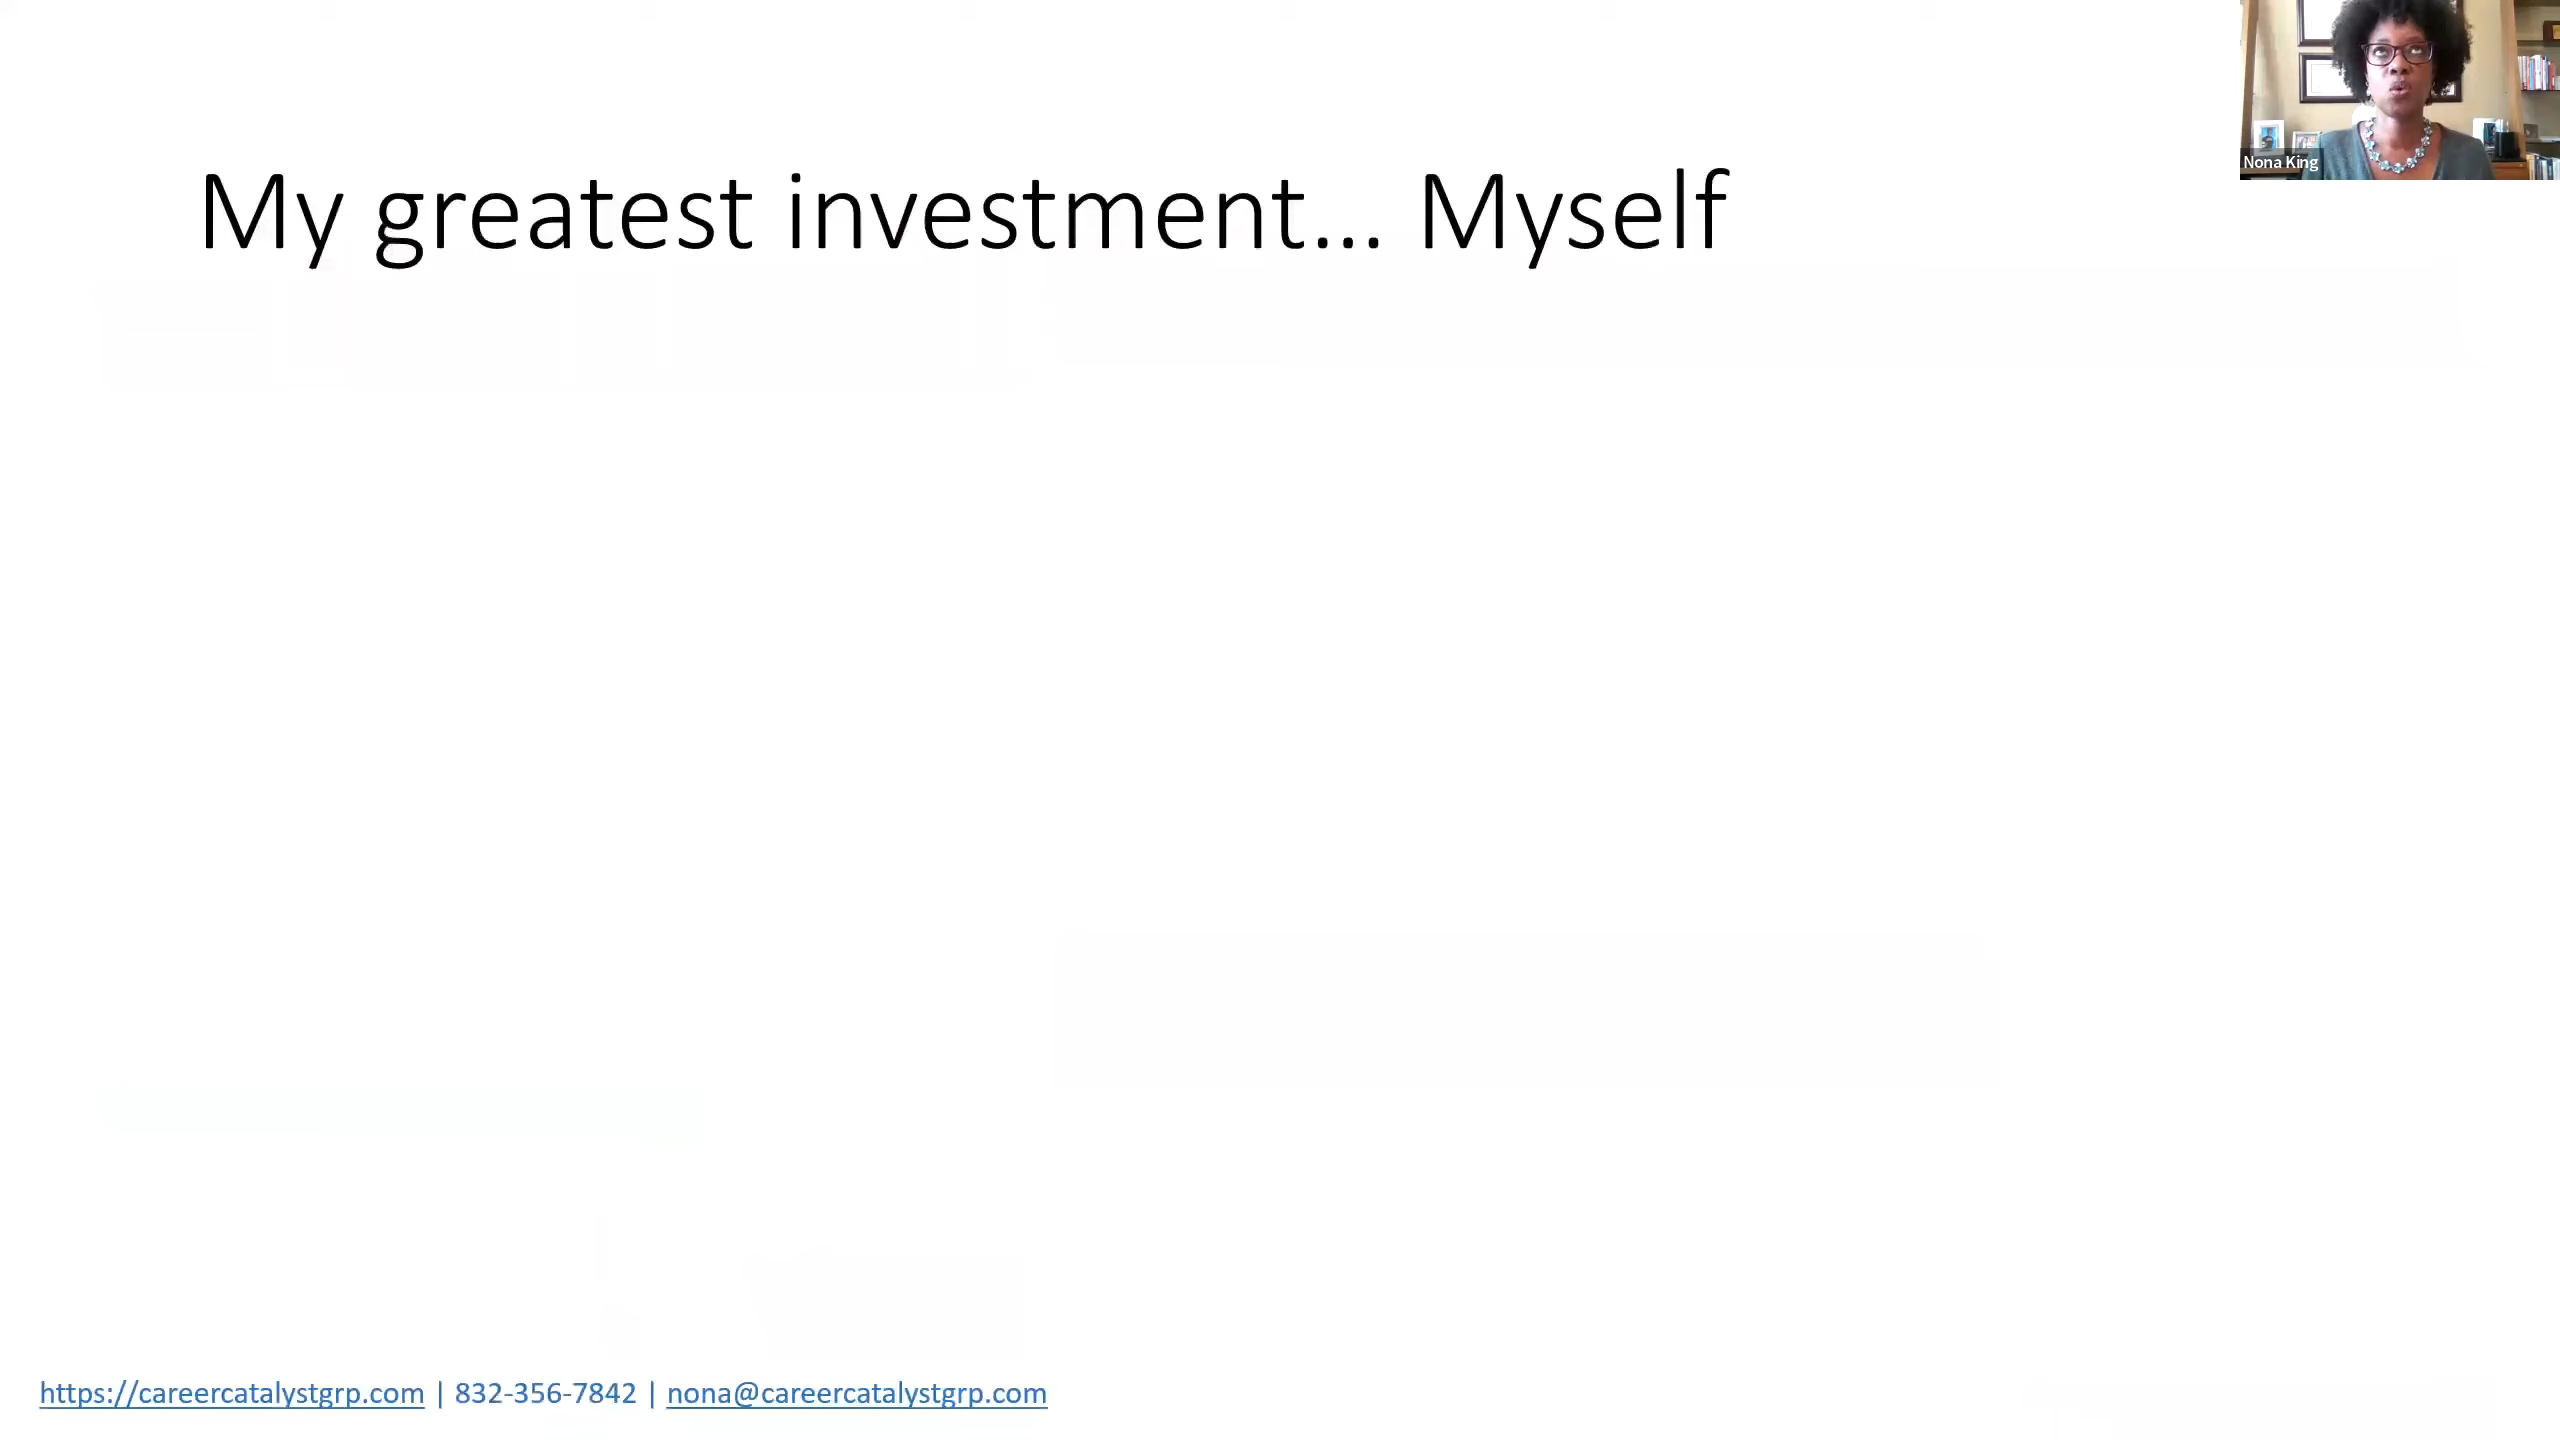 Nona King
My greatest investment... Myself
https://careercatalystgrp.com | 832-356-7842 | nona@careercatalystgrp.com